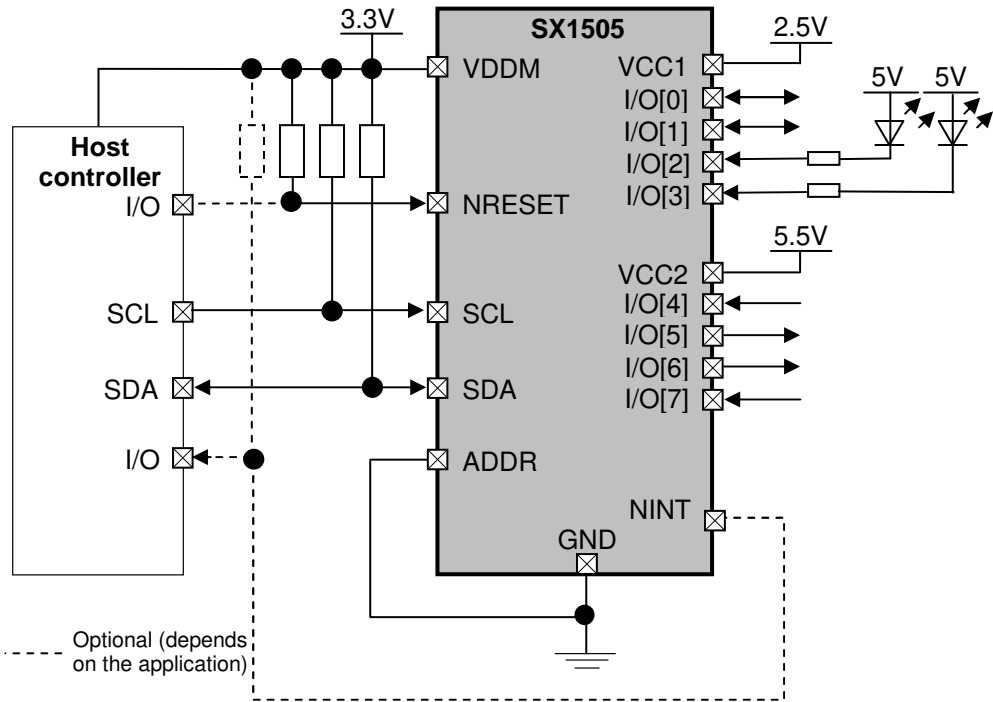 3.3V
SX1505
2.5V
VDDM
VCC1
5V
5V
I/O[0]
I/O[1]
Host
controller
I/O[2]
I/O
NRESET
I/O[3]
5.5V
VCC2
SCL
SCL
I/O[4]
I/O[5]
I/O[6]
SDA
SDA
I/O[7]
I/O
ADDR
NINT
GND
Optional (depends
on the application)